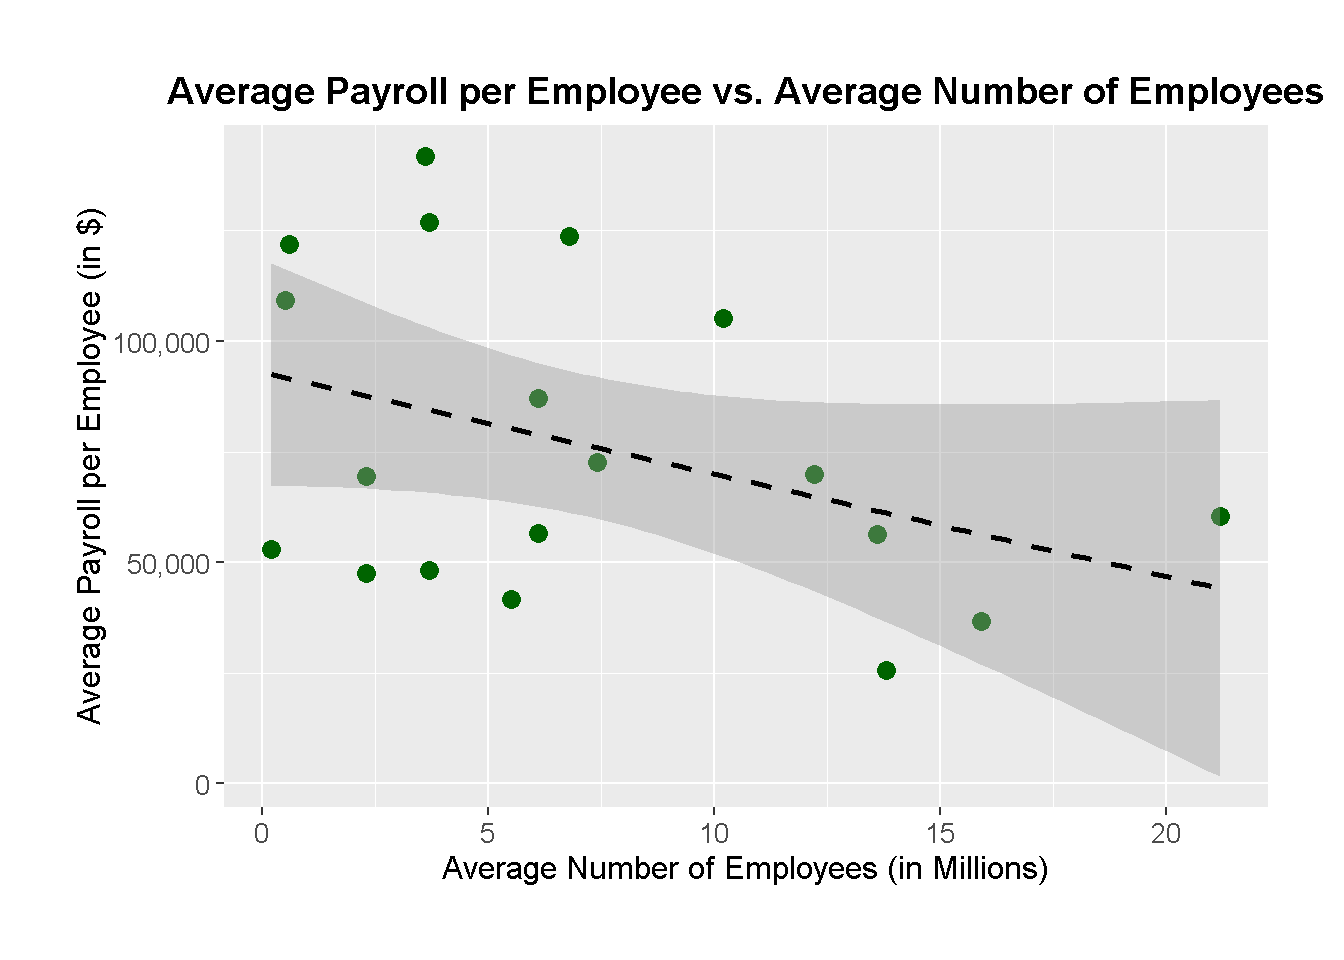 Average Payroll per Employee vs. Average Number of Employees
Average Payroll per Employee (in $)
100,000
50,000
0
0 5 10 15 20
Average Number of Employees (in Millions)